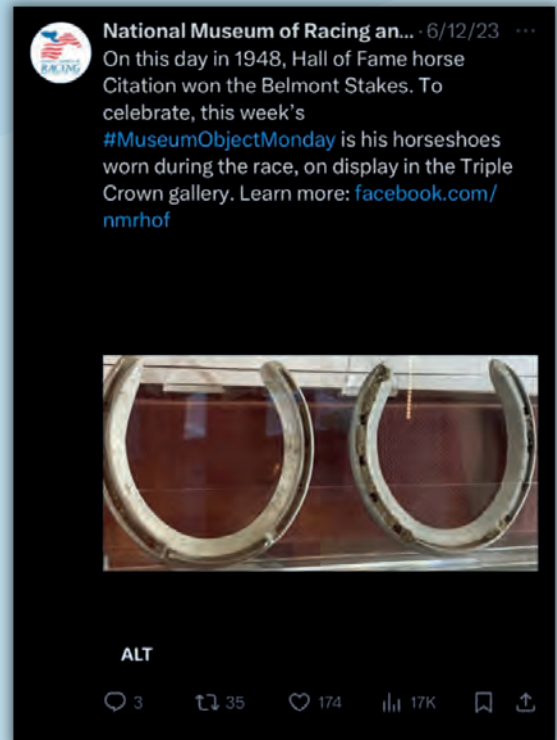 National Museum of Racing an... · 6/12/23 ···
On this day in 1948, Hall of Fame horse
Citation won the Belmont Stakes. To
celebrate, this week's
#MuseumObjectMonday is his horseshoes
worn during the race, on display in the Triple
Crown gallery. Learn more: facebook.com/
nmrhof
RACING
ALT
3 35 174 17K